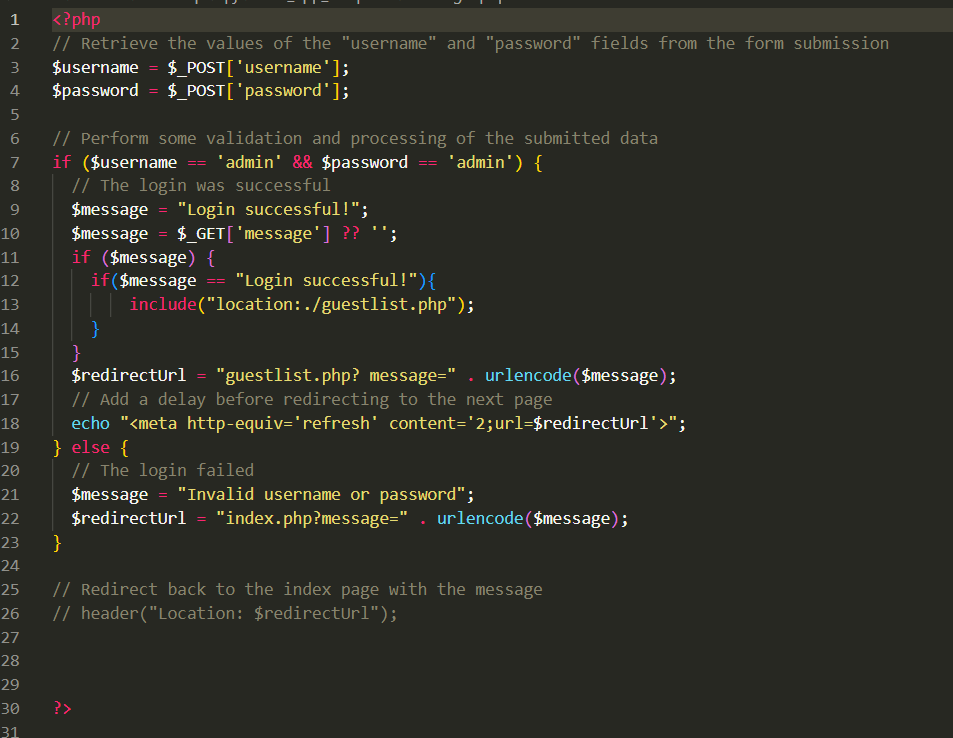 1 <?php
2 // Retrieve the values of the "username" and "password" fields from the form submission
3 $username = $_POST['username'];
4 $password = $_POST['password'];
5
6 // Perform some validation and processing of the submitted data
7 if ($username == 'admin' && $password == 'admin') {
8 // The login was successful
9 $message = "Login successful!";
10 $message = $_GET['message'] ?? '';
11 if ($message) {
12 if($message == "Login successful!"){
13 include("location:./guestlist.php");
14 }
15 }
16 $redirectUrl = "guestlist.php? message=" . urlencode($message);
17 // Add a delay before redirecting to the next page
18 echo "<meta http-equiv='refresh' content='2;url=$redirectUrl'>";
19 } else {
20 // The login failed
21 $message = "Invalid username or password";
22 $redirectUrl = "index.php?message=" . urlencode($message);
23 }
24
25 // Redirect back to the index page with the message
26 // header("Location: $redirectUrl");
27
28
29
30 ?>
31